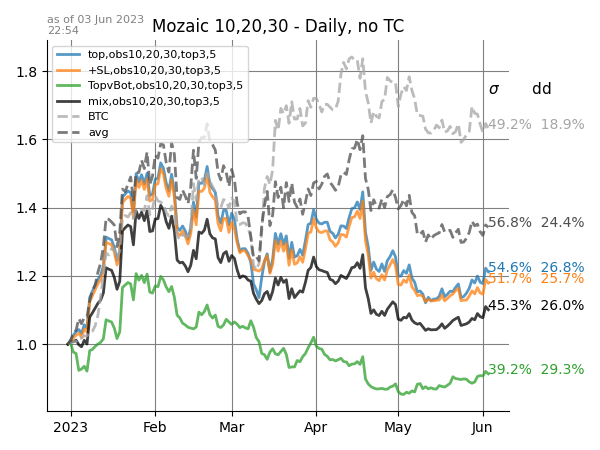 as of 03 Jun 2023
22:54
Mozaic 10,20,30 - Daily, no TC
top,obs10,20,30,top3,5
+SL,obs10,20,30,top3,5
TopvBot,obs10,20,30,top3,5
mix,obs10,20,30,top3,5
BTC
avg
σ dd
49.2% 18.9%
56.8% 24.4%
54.6% 26.8%
51.7% 25.7%
45.3% 26.0%
39.2% 29.3%
1.8
1.6
1.4
1.2
1.0
2023 Feb Mar Apr May Jun